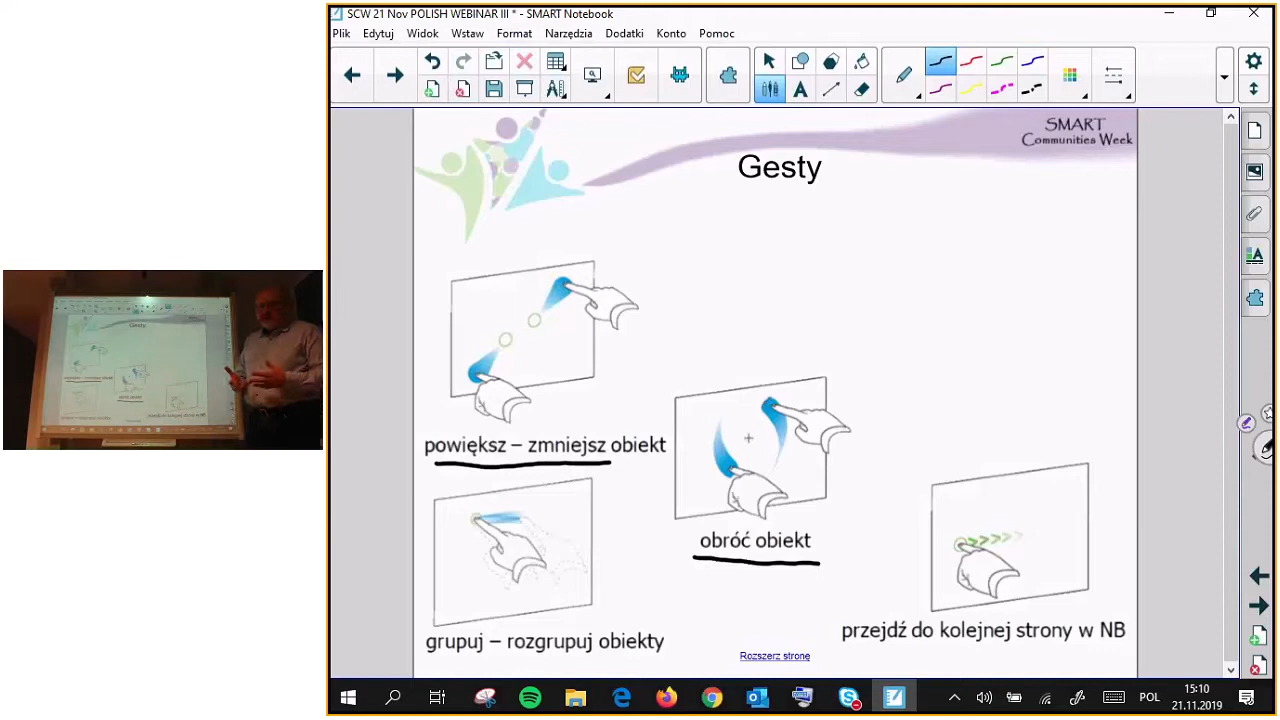 SCW 21 Nov POLISH WEBINAR III * - SMART Notebook
Plik Edytuj Widok Wstaw Format Narzędzia Dodatki Konto Pomoc
SMART
Communities Week
Gesty
powiększ – zmniejsz obiekt
obróć obiekt
grupuj – rozgrupuj obiekty
przejdź do kolejnej strony w NB
Rozszerz stronę
POL
15:10
21.11.2019